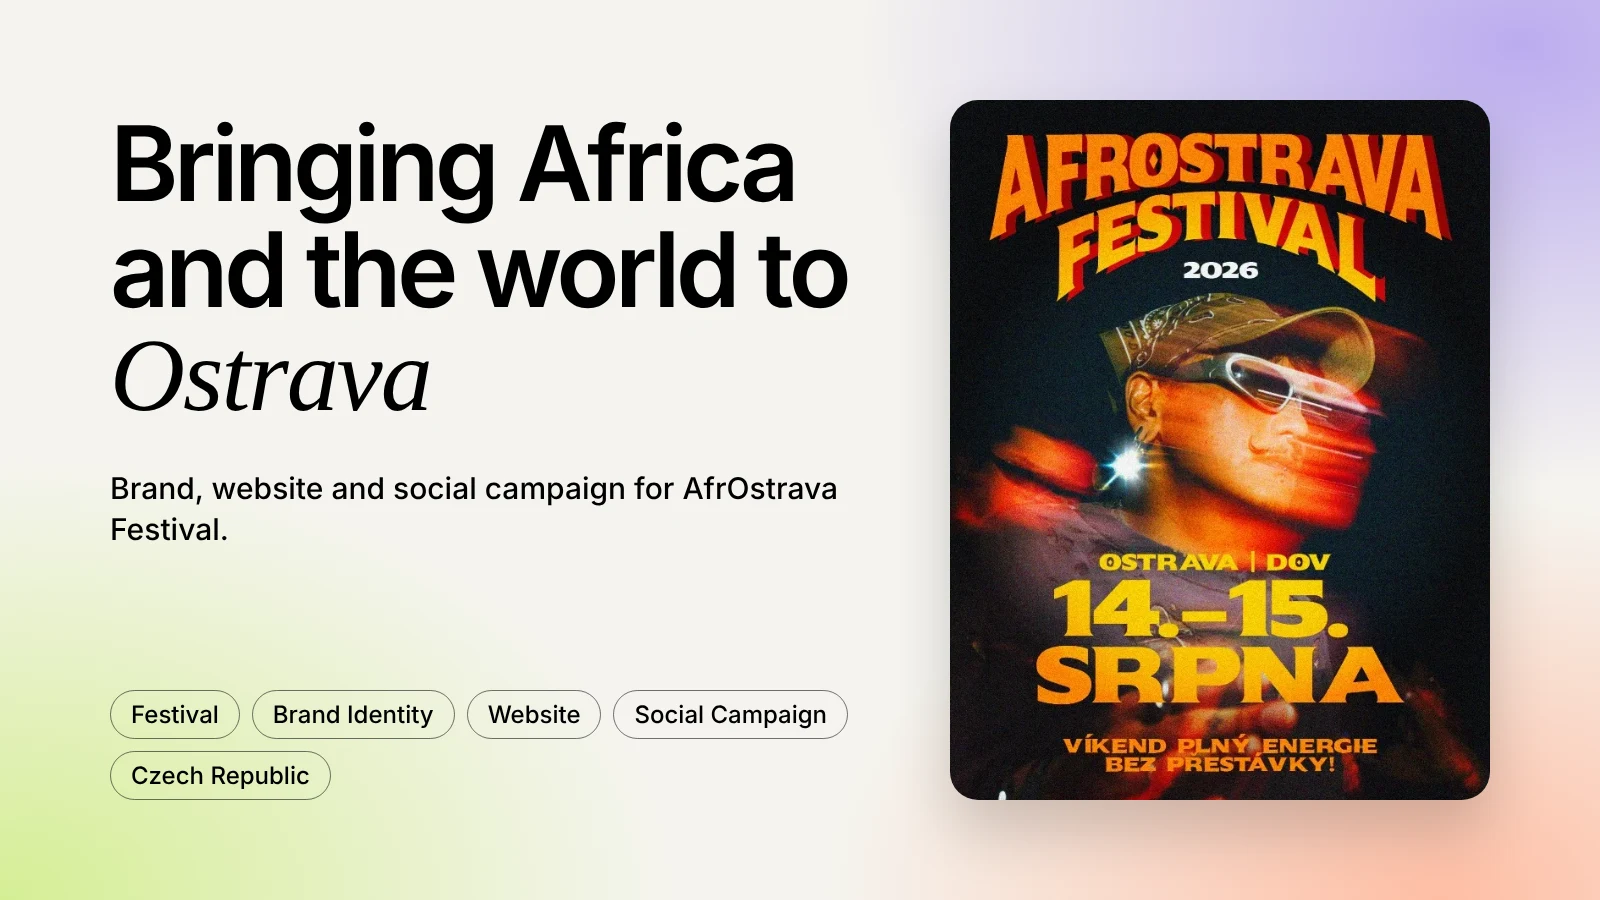 Bringing Africa
and the world to
Ostrava
Brand, website and social campaign for AfrOstrava
Festival.
Festival
Brand Identity
Website
Social Campaign
Czech Republic
AFROSTRAVA
FESTIVAL
2026
OSTRAVA | DOV
14.–15.
SRPNA
VÍKEND PLNÝ ENERGIE
BEZ PŘESTÁVKY!